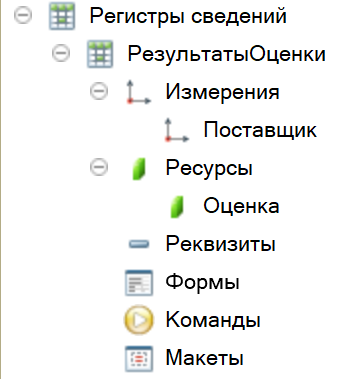 Регистры сведений
РезультатыОценки
Измерения
Поставщик
Ресурсы
Оценка
Реквизиты
Формы
Команды
Макеты